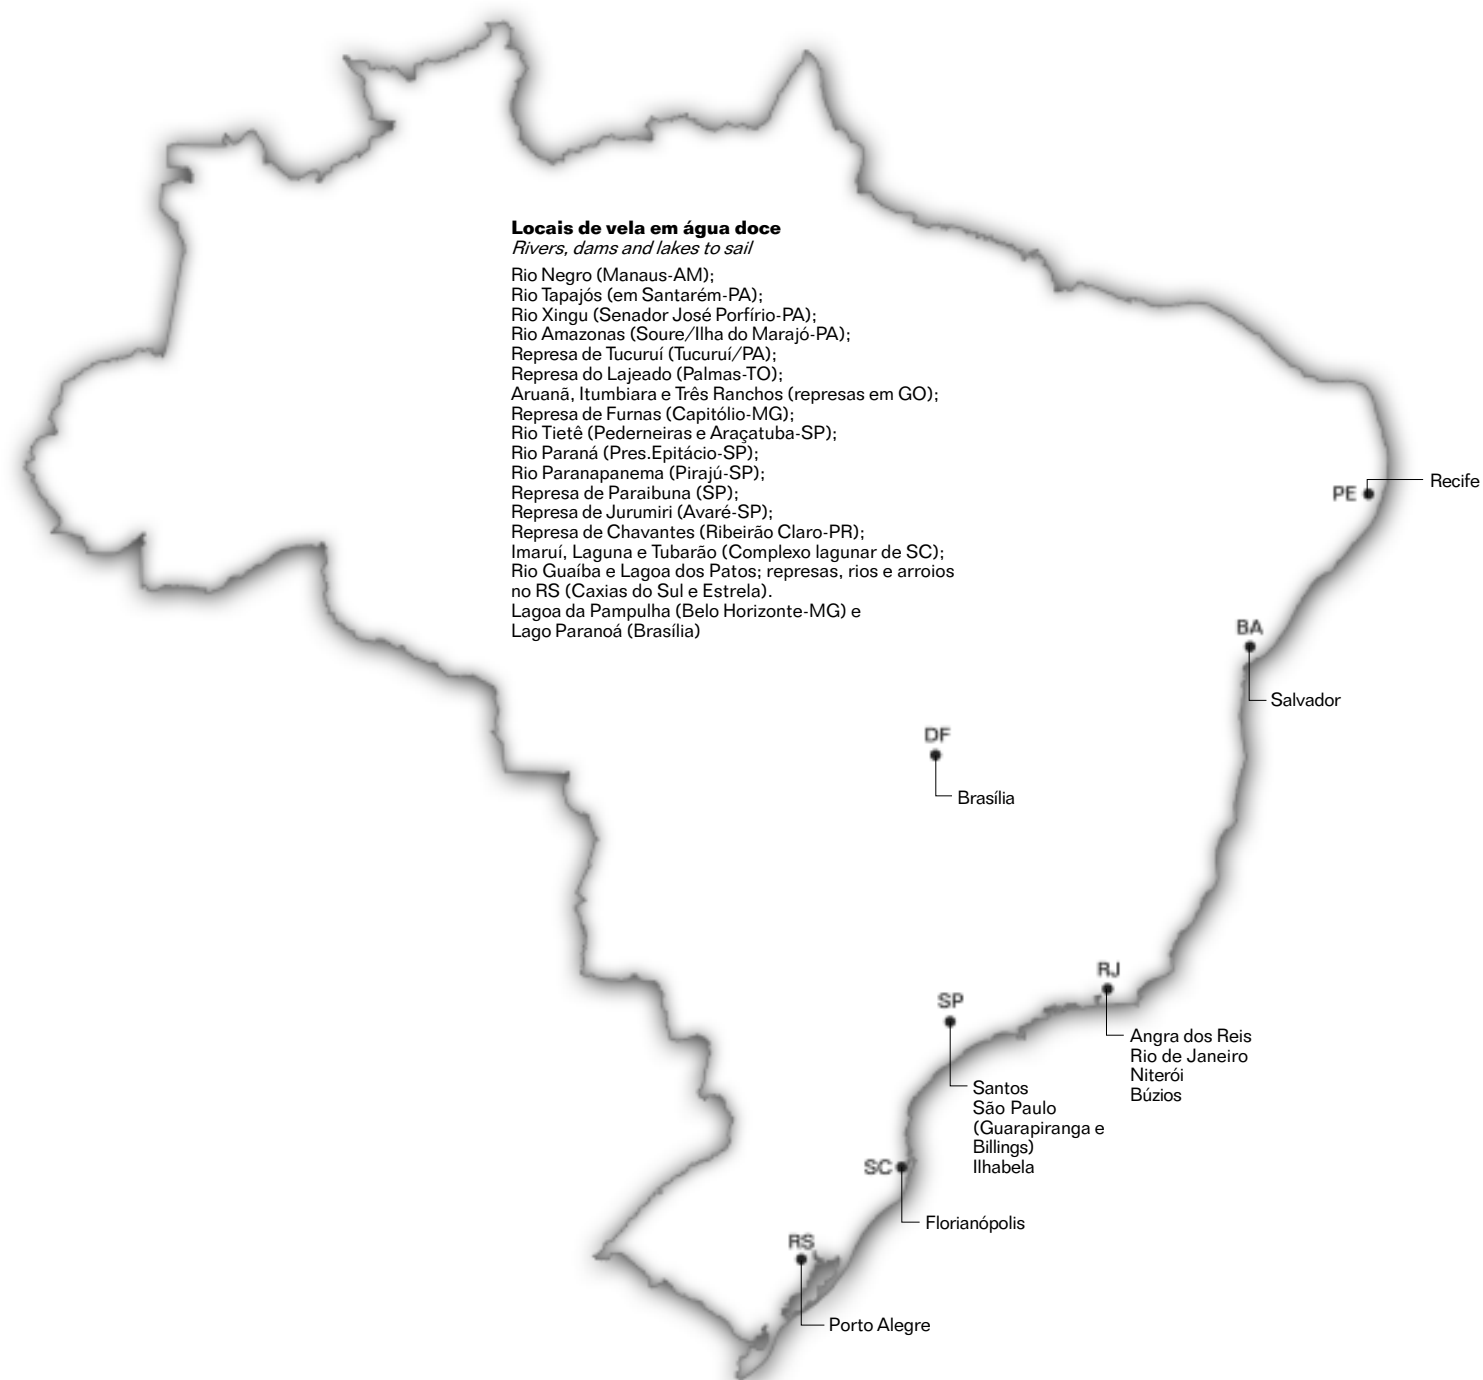 Locais de vela em água doce
Rivers, dams and lakes to sail
Rio Negro (Manaus-AM);
Rio Tapajós (em Santarém-PA);
Rio Xingu (Senador José Porfírio-PA);
Rio Amazonas (Soure/Ilha do Marajó-PA);
Represa de Tucuruí (Tucuruí/PA);
Represa do Lajeado (Palmas-TO);
Aruanã, Itumbiara e Três Ranchos (represas em GO);
Represa de Furnas (Capitólio-MG);
Rio Tietê (Pederneiras e Araçatuba-SP);
Rio Paraná (Pres.Epitácio-SP);
Rio Paranapanema (Pirajú-SP);
Represa de Paraibuna (SP);
Represa de Jurumiri (Avaré-SP);
Represa de Chavantes (Ribeirão Claro-PR);
Imaruí, Laguna e Tubarão (Complexo lagunar de SC);
Rio Guaíba e Lagoa dos Patos; represas, rios e arroios
no RS (Caxias do Sul e Estrela).
Lagoa da Pampulha (Belo Horizonte-MG) e
Lago Paranoá (Brasília)
PE
Recife
BA
Salvador
DF
Brasília
RJ
Angra dos Reis
Rio de Janeiro
Niterói
Búzios
SP
Santos
São Paulo
(Guarapiranga e
Billings)
Ilhabela
SC
Florianópolis
RS
Porto Alegre